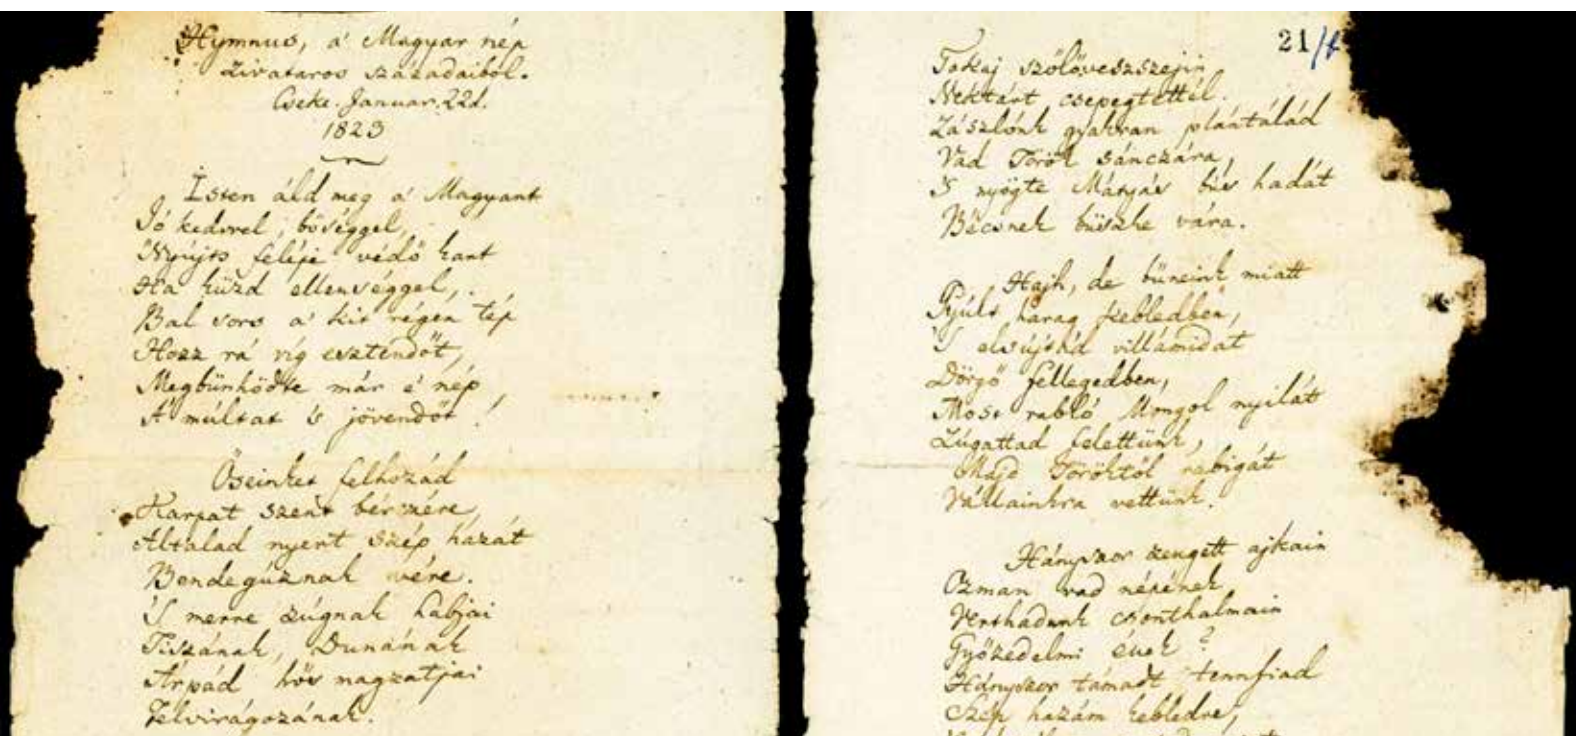 Hymnus, a' Magyar nép
zivataros századaiból.
Cseke. Januar. 22d.
1823
Isten áld meg a' Magyart
Jó kedvvel, bőséggel,
Nyújts feléje védő kart
Ha küzd ellenséggel,
Bal sors a' kit régen tép
Hozz rá víg esztendőt,
Megbűnhődte már e' nép
A' múltat 's jövendőt!
Őseinket felhozád
Kárpát szent bérczére,
Általad nyert szép hazát
Bendegúznak vére.
'S merre zúgnak habjai
Tiszának, Dunának
Árpád hős magzatjai
Felvirágozának.
21/1
Tokaj szőlővesszszejin
Nektárt csepegtettél.
Zászlónk gyakran plántálád
Vad Török sánczára,
'S nyögte Mátyás bús hadát
Bécsnek büszke vára.
Hajh, de bűneink miatt
Gyúlt harag kebledben,
'S elsújtád villámidat
Dörgő fellegedben,
Most rabló Mongol nyilát
Zúgattad felettünk,
Majd Töröktől rabigát
Vállainkra vettünk.
Hányszor zengett ajkain
Ozman vad népének
Vert hadunk csonthalmain
Győzedelmi ének?
Hányszor támadt tennfiad
Szép hazám kebledre,